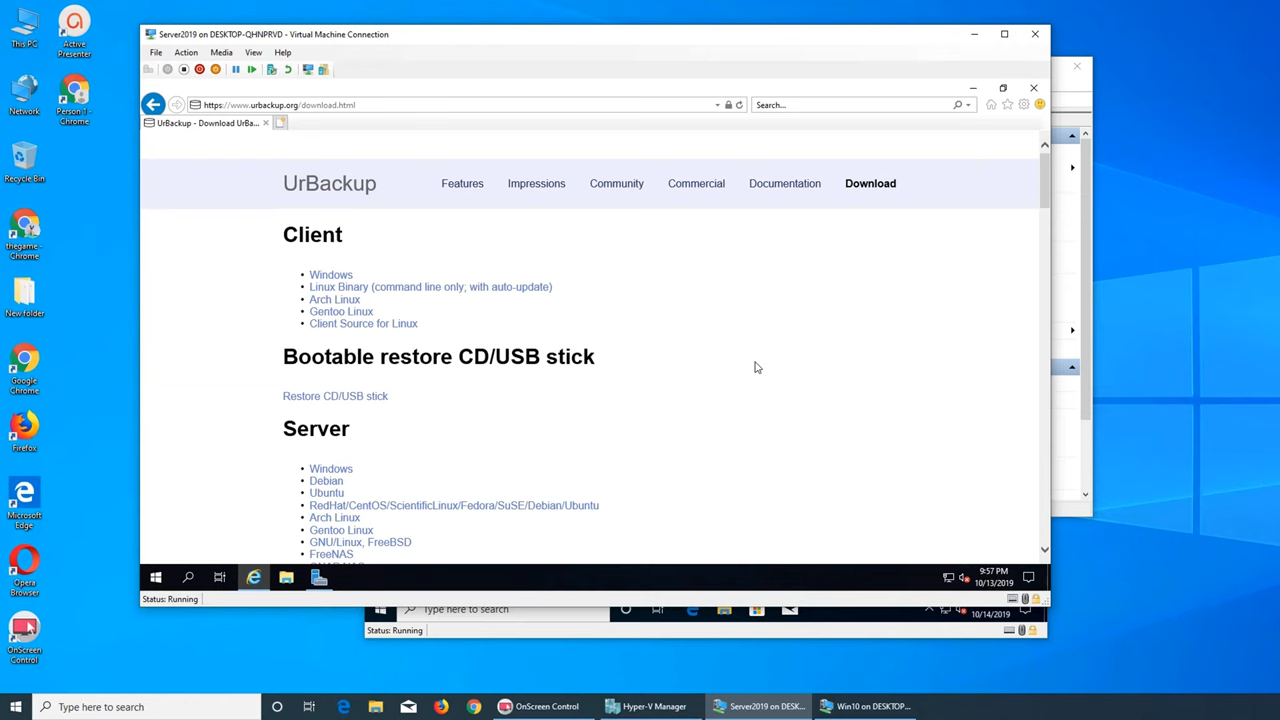 This PC
Active
Presenter
Network
Person 1 -
Chrome
Recycle Bin
thegame -
Chrome
New folder
Google
Chrome
Firefox
Microsoft
Edge
Opera
Browser
OnScreen
Control
Server2019 on DESKTOP-QHNPRVD - Virtual Machine Connection
File Action Media View Help
https://www.urbackup.org/download.html
Search...
UrBackup - Download UrBa...
UrBackup
Features Impressions Community Commercial Documentation Download
Client
• Windows
• Linux Binary (command line only; with auto-update)
• Arch Linux
• Gentoo Linux
• Client Source for Linux
Bootable restore CD/USB stick
Restore CD/USB stick
Server
• Windows
• Debian
• Ubuntu
• RedHat/CentOS/ScientificLinux/Fedora/SuSE/Debian/Ubuntu
• Arch Linux
• Gentoo Linux
• GNU/Linux, FreeBSD
• FreeNAS
9:57 PM
10/13/2019
Status: Running
Type here to search
10/14/2019
Status: Running
Type here to search
OnScreen Control
Hyper-V Manager
Server2019 on DESK...
Win10 on DESKTOP...